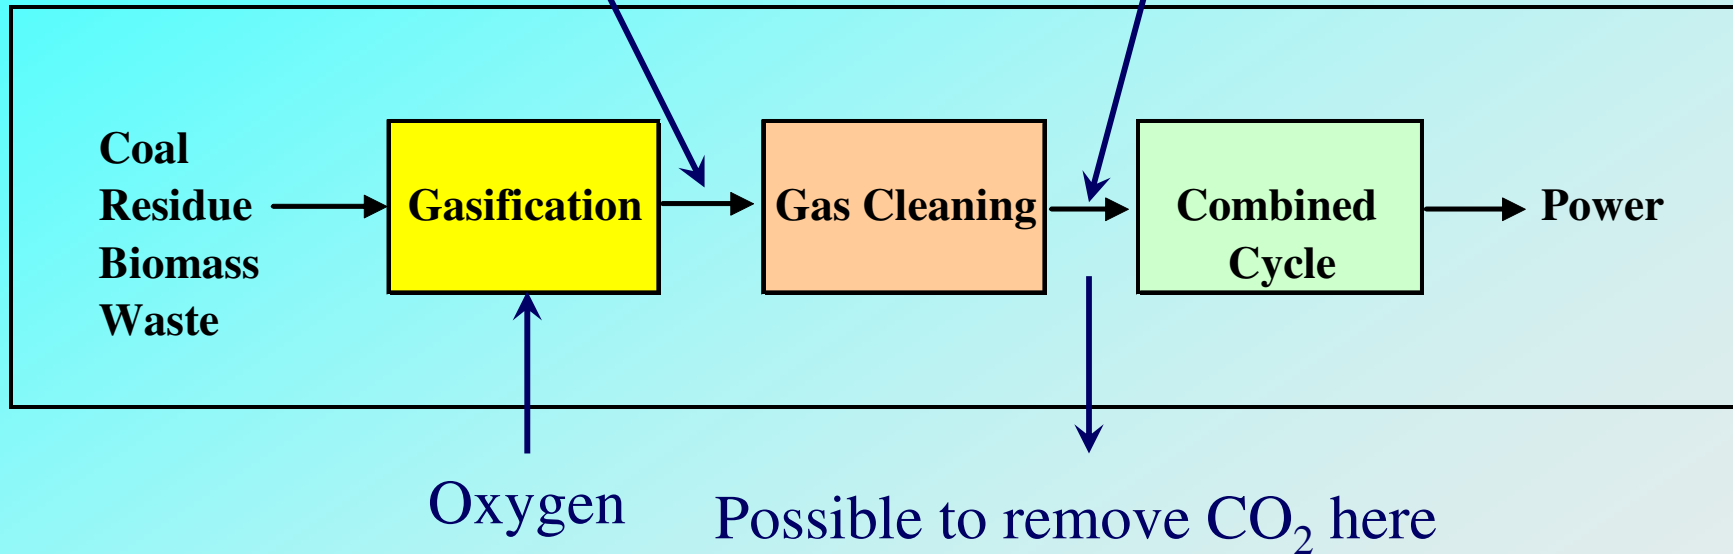 Coal
Residue
Biomass
Waste
Gasification
Gas Cleaning
Combined
Cycle
Power
Oxygen
Possible to remove CO₂ here